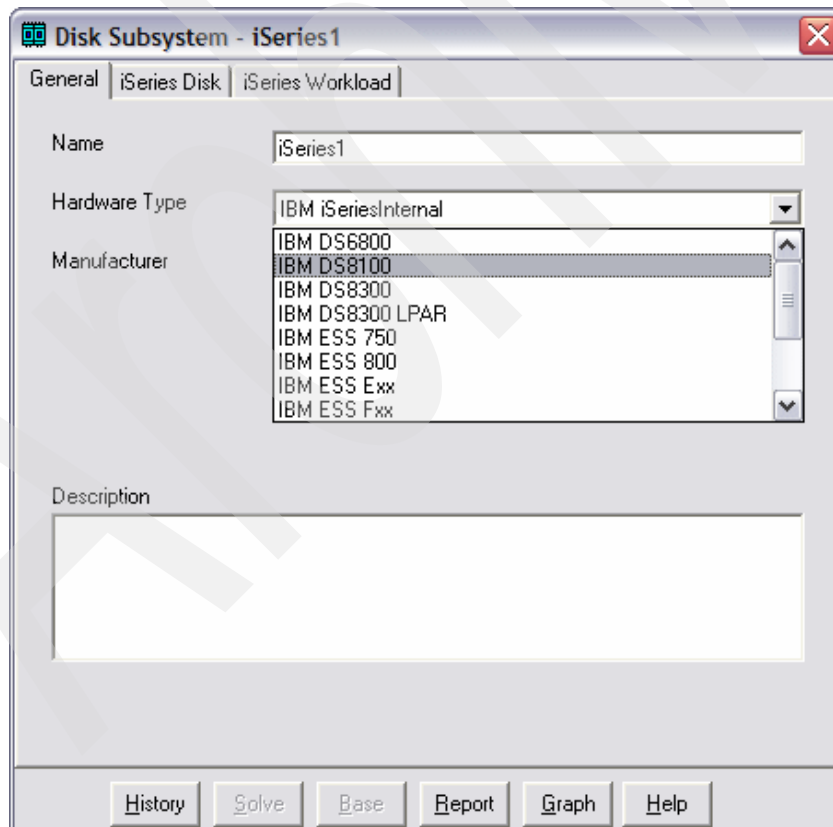 Disk Subsystem - iSeries1
General iSeries Disk iSeries Workload
Name iSeries1
Hardware Type IBM iSeriesInternal
IBM DS6800
Manufacturer IBM DS8100
IBM DS8300
IBM DS8300 LPAR
IBM ESS 750
IBM ESS 800
IBM ESS Exx
IBM ESS Fxx
Description
History Solve Base Report Graph Help